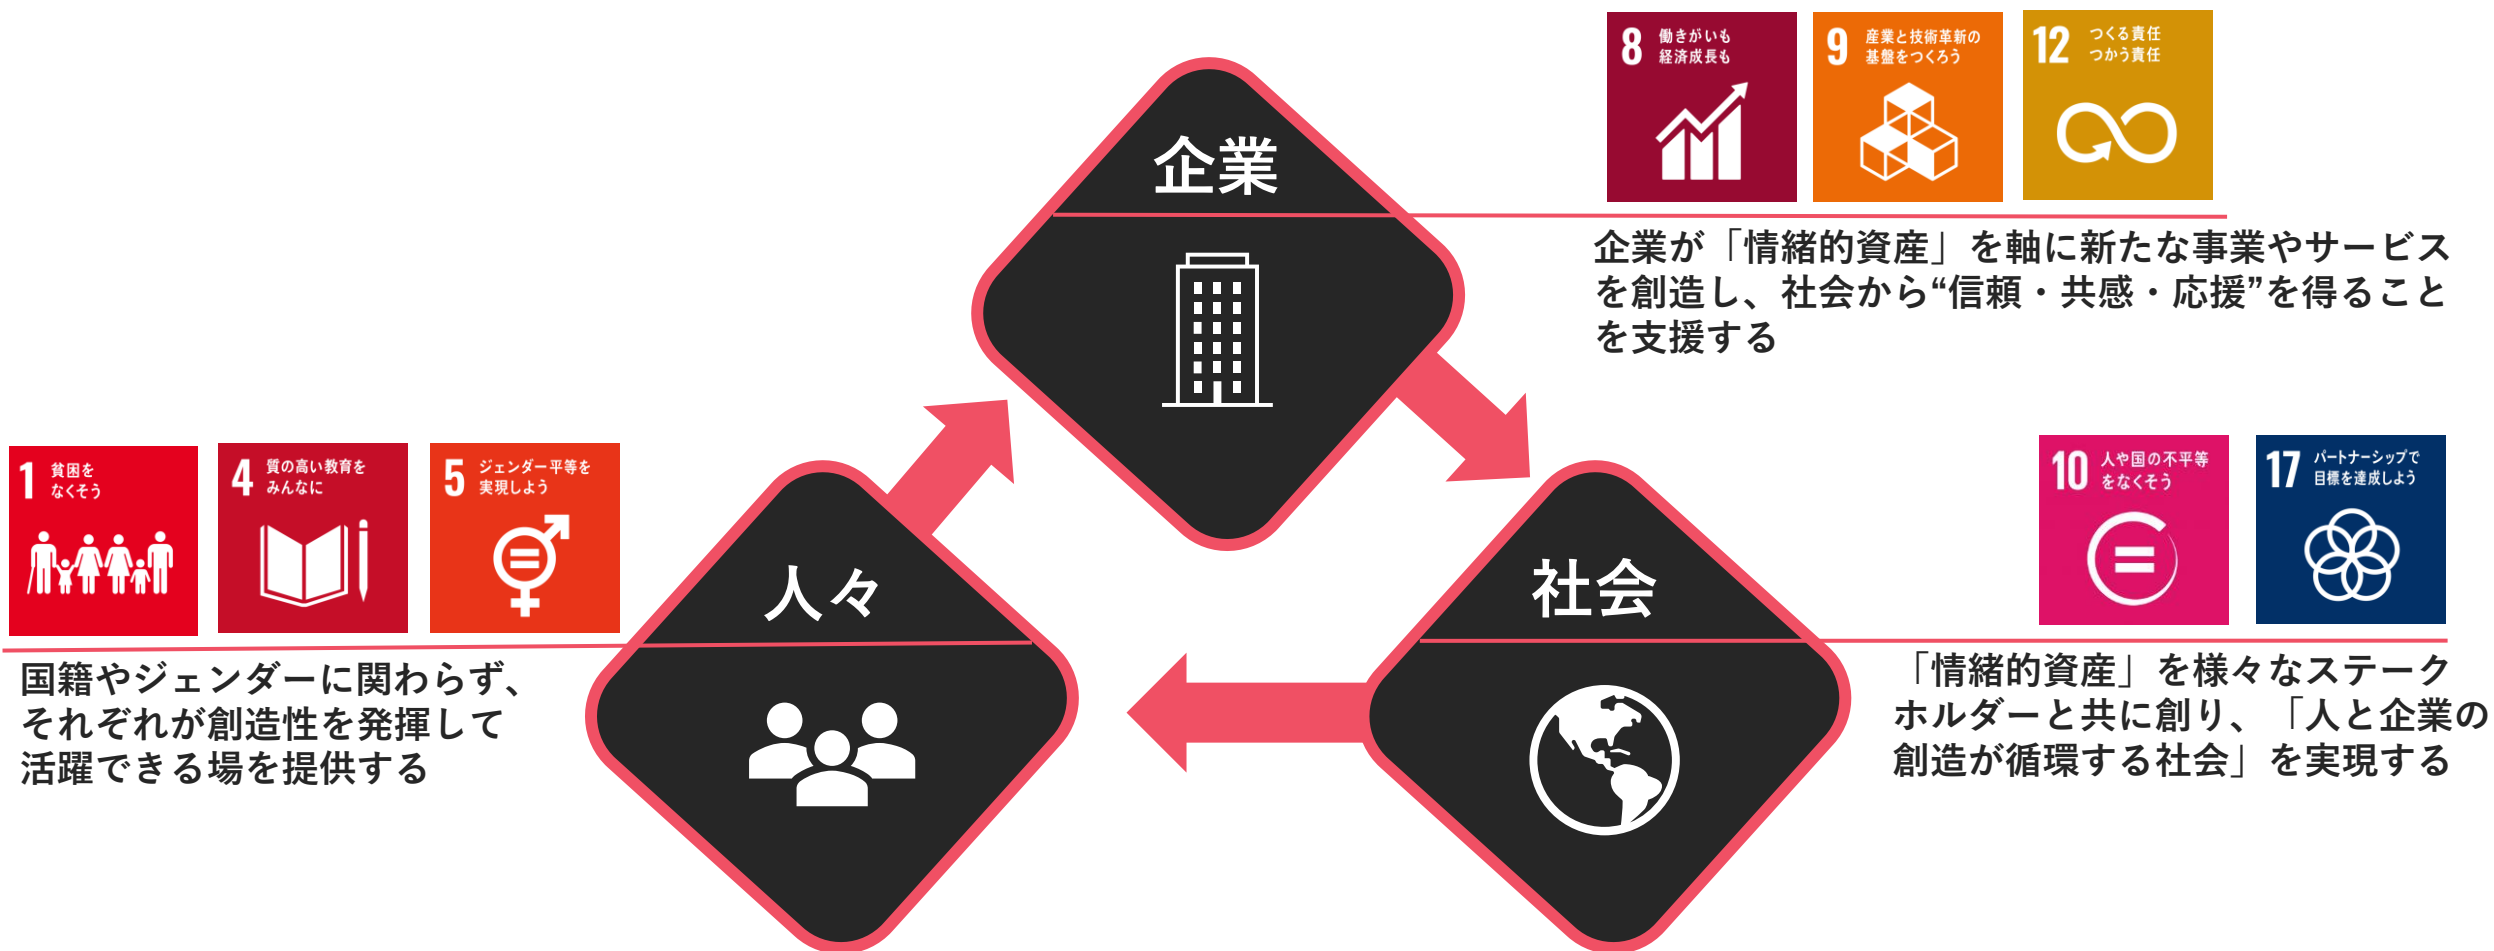 8 働きがいも
経済成長も
9 産業と技術革新の
基盤をつくろう
12 つくる責任
つかう責任
企業
企業が「情緒的資産」を軸に新たな事業やサービス
を創造し、社会から“信頼・共感・応援”を得ること
を支援する
1 貧困を
なくそう
4 質の高い教育を
みんなに
5 ジェンダー平等を
実現しよう
人々
国籍やジェンダーに関わらず、
それぞれが創造性を発揮して
活躍できる場を提供する
10 人や国の不平等
をなくそう
17 パートナーシップで
目標を達成しよう
社会
「情緒的資産」を様々なステーク
ホルダーと共に創り、「人と企業の
創造が循環する社会」を実現する